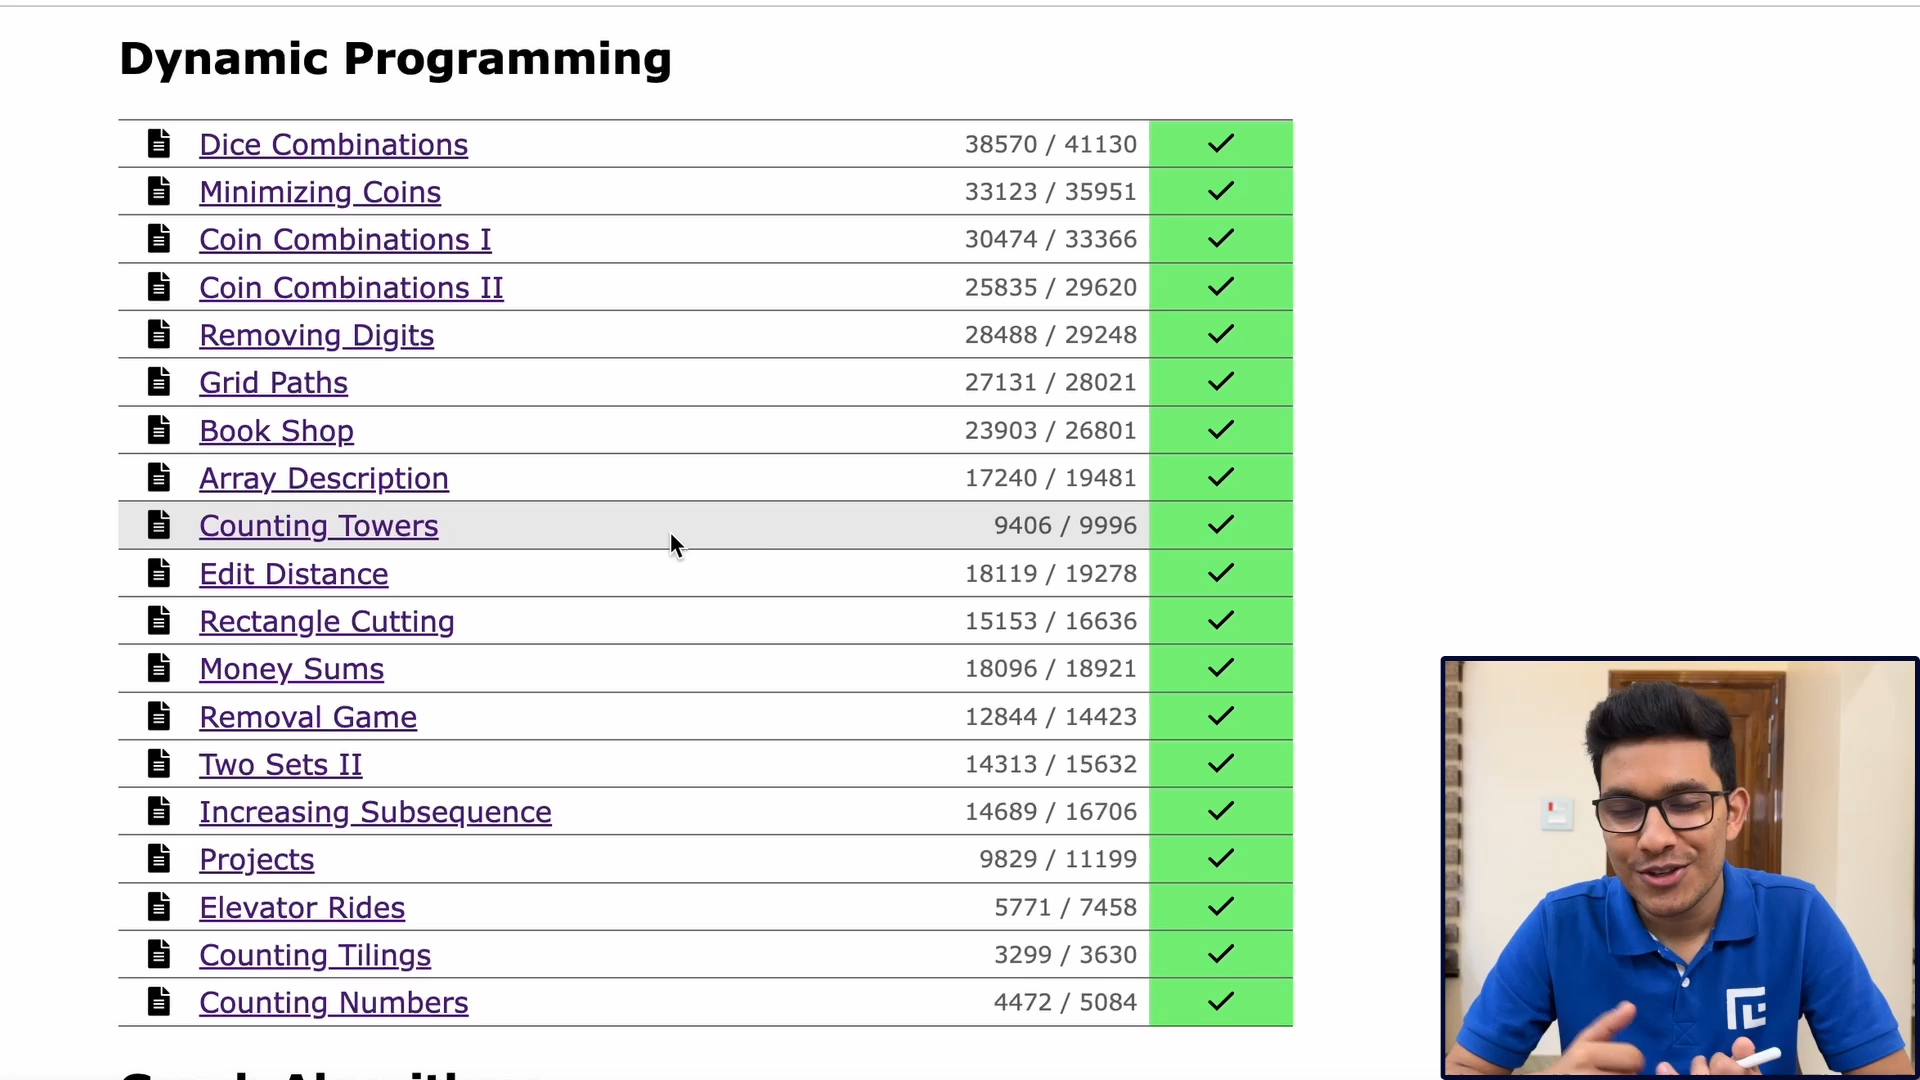 Dynamic Programming
Dice Combinations 38570 / 41130
Minimizing Coins 33123 / 35951
Coin Combinations I 30474 / 33366
Coin Combinations II 25835 / 29620
Removing Digits 28488 / 29248
Grid Paths 27131 / 28021
Book Shop 23903 / 26801
Array Description 17240 / 19481
Counting Towers 9406 / 9996
Edit Distance 18119 / 19278
Rectangle Cutting 15153 / 16636
Money Sums 18096 / 18921
Removal Game 12844 / 14423
Two Sets II 14313 / 15632
Increasing Subsequence 14689 / 16706
Projects 9829 / 11199
Elevator Rides 5771 / 7458
Counting Tilings 3299 / 3630
Counting Numbers 4472 / 5084